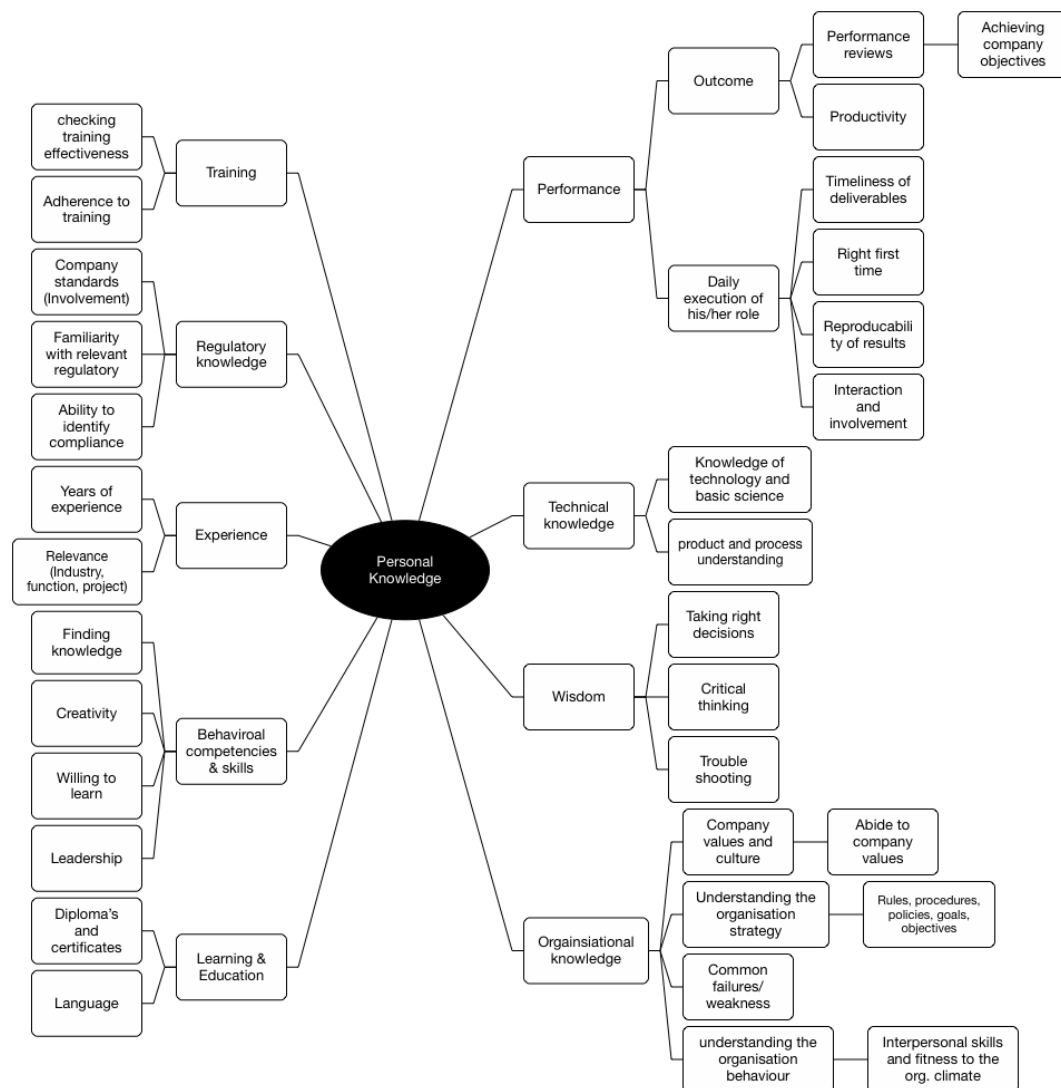 Personal
Knowledge
Training
checking
training
effectiveness
Adherence to
training
Regulatory
knowledge
Company
standards
(Involvement)
Familiarity
with relevant
regulatory
Ability to
identify
compliance
Experience
Years of
experience
Relevance
(Industry,
function, project)
Behaviroal
competencies
& skills
Finding
knowledge
Creativity
Willing to
learn
Leadership
Learning &
Education
Diploma's
and
certificates
Language
Performance
Outcome
Performance
reviews
Achieving
company
objectives
Productivity
Daily
execution of
his/her role
Timeliness of
deliverables
Right first
time
Reproducabili
ty of results
Interaction
and
involvement
Technical
knowledge
Knowledge of
technology and
basic science
product and process
understanding
Wisdom
Taking right
decisions
Critical
thinking
Trouble
shooting
Orgainsiational
knowledge
Company
values and
culture
Abide to
company
values
Understanding the
organisation
strategy
Rules, procedures,
policies, goals,
objectives
Common
failures/
weakness
understanding the
organisation
behaviour
Interpersonal skills
and fitness to the
org. climate